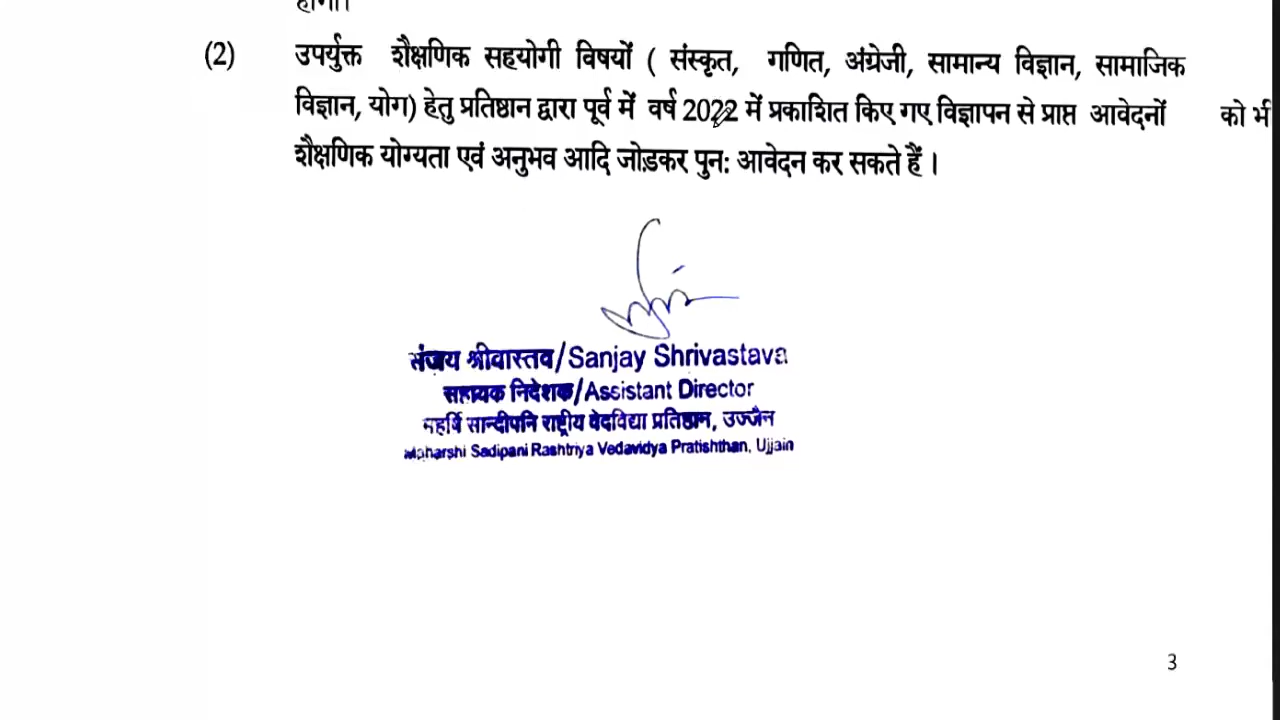 होगी।
(2) उपर्युक्त शैक्षणिक सहयोगी विषयों ( संस्कृत, गणित, अंग्रेजी, सामान्य विज्ञान, सामाजिक
विज्ञान, योग) हेतु प्रतिष्ठान द्वारा पूर्व में वर्ष 2022 में प्रकाशित किए गए विज्ञापन से प्राप्त आवेदनों को भी
शैक्षणिक योग्यता एवं अनुभव आदि जोड़कर पुन: आवेदन कर सकते हैं ।
संजय श्रीवास्तव/Sanjay Shrivastava
सहायक निदेशक/Assistant Director
महर्षि सान्दीपनि राष्ट्रीय वेदविद्या प्रतिष्ठान, उज्जैन
Maharshi Sadipani Rashtriya Vedavidya Pratishthan, Ujjain
3